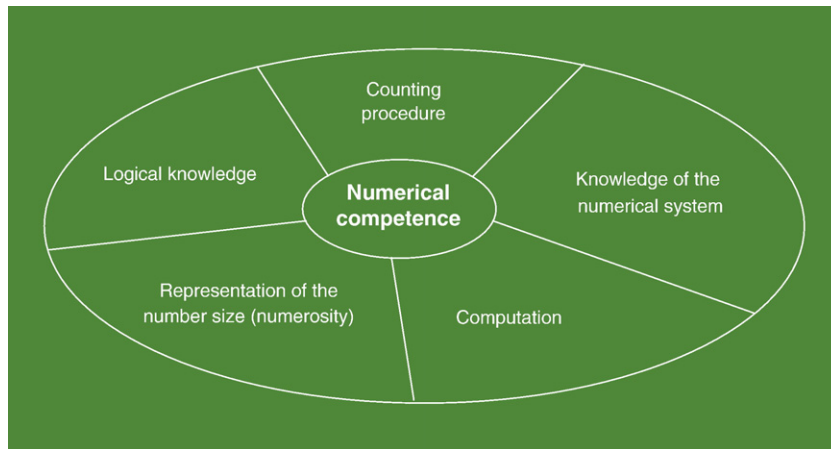 Counting
procedure
Logical knowledge
Numerical
competence
Knowledge of the
numerical system
Representation of the
number size (numerosity)
Computation